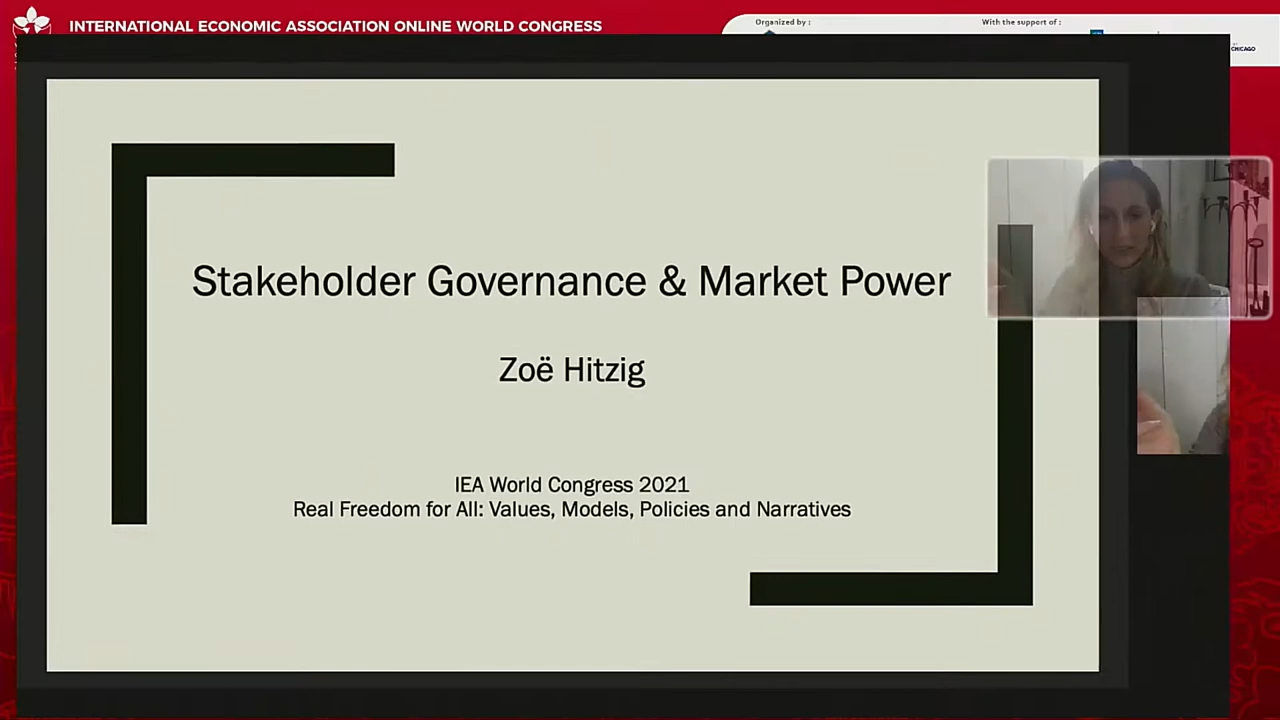 INTERNATIONAL ECONOMIC ASSOCIATION ONLINE WORLD CONGRESS
Organized by :
With the support of :
CHICAGO
Stakeholder Governance & Market Power
Zoë Hitzig
IEA World Congress 2021
Real Freedom for All: Values, Models, Policies and Narratives